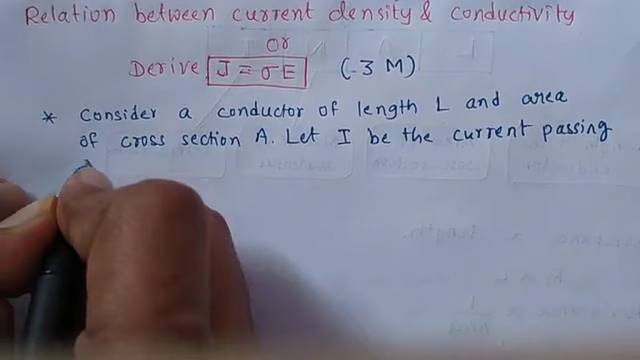 Relation between current density & conductivity
Or
Derive J = σE (3 M)
* Consider a conductor of length L and area
of cross section A. Let I be the current passing